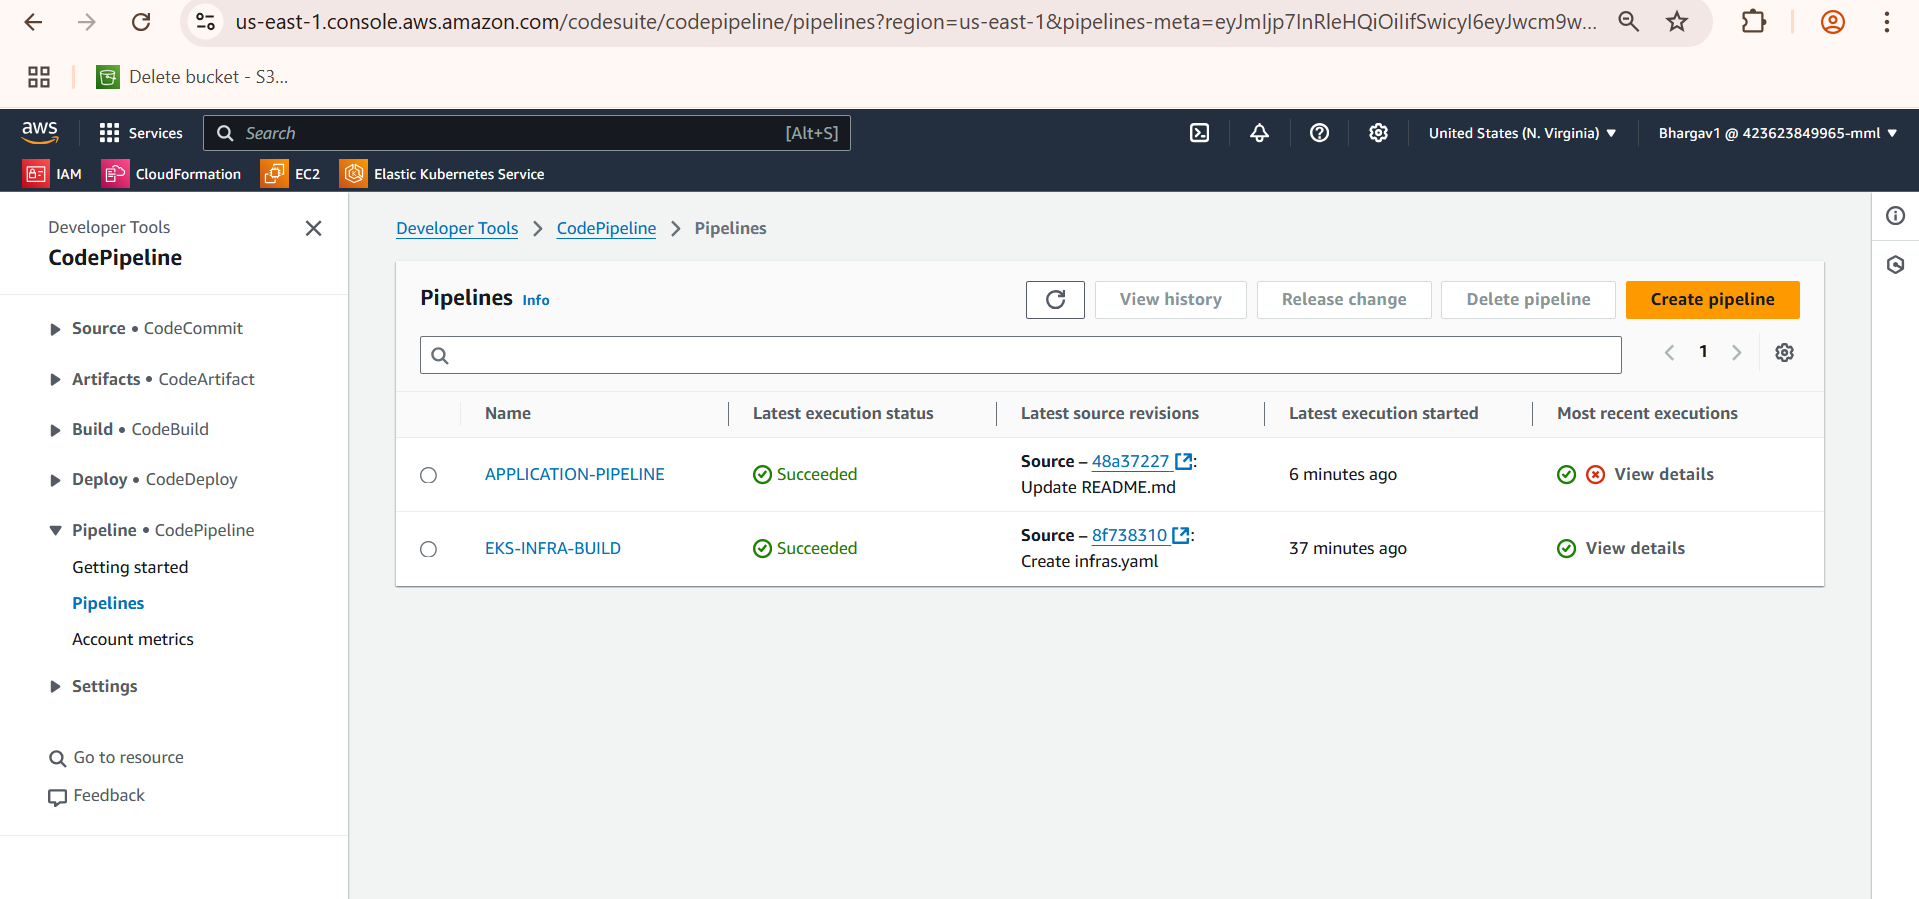 us-east-1.console.aws.amazon.com/codesuite/codepipeline/pipelines?region=us-east-1&pipelines-meta=eyJmIjp7InRleHQiOiIifSwicyI6eyJwcm9w...
Delete bucket - S3...
aws
Services
Search
[Alt+S]
United States (N. Virginia)
Bhargav1 @ 423623849965-mml
IAM
CloudFormation
EC2
Elastic Kubernetes Service
Developer Tools
CodePipeline
Source • CodeCommit
Artifacts • CodeArtifact
Build • CodeBuild
Deploy • CodeDeploy
Pipeline • CodePipeline
Getting started
Pipelines
Account metrics
Settings
Go to resource
Feedback
Developer Tools > CodePipeline > Pipelines
Pipelines Info
View history
Release change
Delete pipeline
Create pipeline
1
Name
Latest execution status
Latest source revisions
Latest execution started
Most recent executions
APPLICATION-PIPELINE
Succeeded
Source – 48a37227 :
Update README.md
6 minutes ago
View details
EKS-INFRA-BUILD
Succeeded
Source – 8f738310 :
Create infras.yaml
37 minutes ago
View details